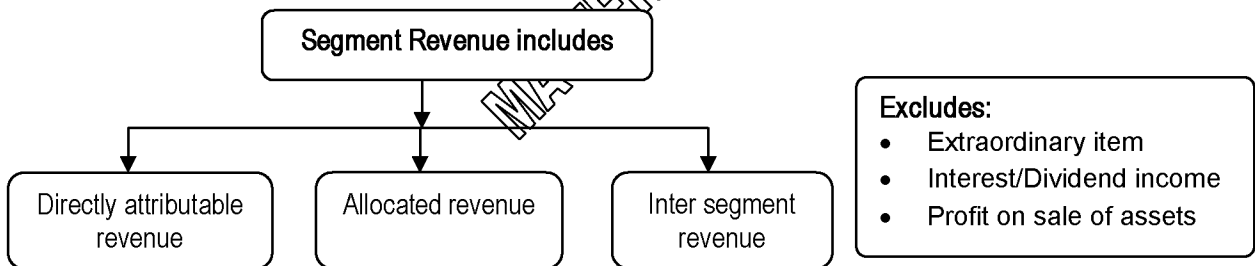 Segment Revenue includes
Directly attributable
revenue
Allocated revenue
Inter segment
revenue
Excludes:
• Extraordinary item
• Interest/Dividend income
• Profit on sale of assets